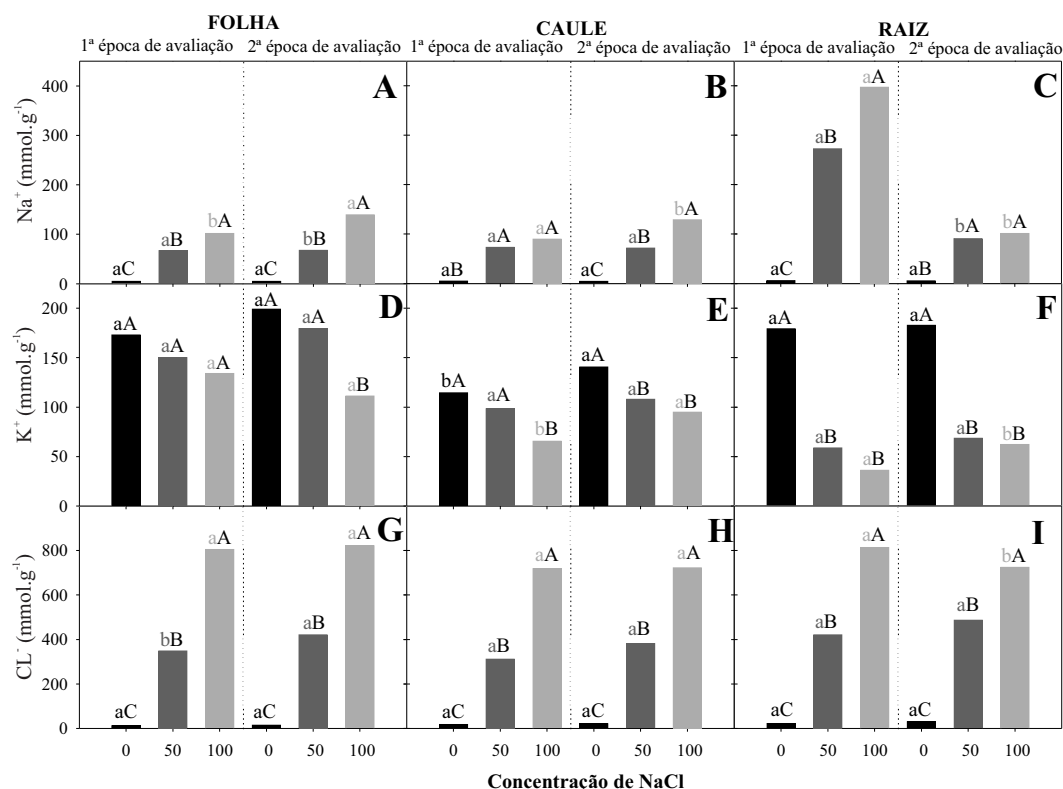 FOLHA CAULE RAIZ
1ª época de avaliação 2ª época de avaliação 1ª época de avaliação 2ª época de avaliação 1ª época de avaliação 2ª época de avaliação
Na⁺ (mmol.g⁻¹)
400
300
200
100
0
A
aC aB bA aC bB aA
B
aB aA aA aC aB bA
C
aC aB aA aB bA bA
K⁺ (mmol.g⁻¹)
200
150
100
50
0
D
aA aA aA aA aA aB
E
bA aA bB aA aB aB
F
aA aB aB aA aB bB
CL⁻ (mmol.g⁻¹)
800
600
400
200
0
G
aC bB aA aC aB aA
H
aC aB aA aC aB aA
I
aC aB aA aC aB bA
0 50 100 0 50 100 0 50 100 0 50 100 0 50 100 0 50 100
Concentração de NaCl